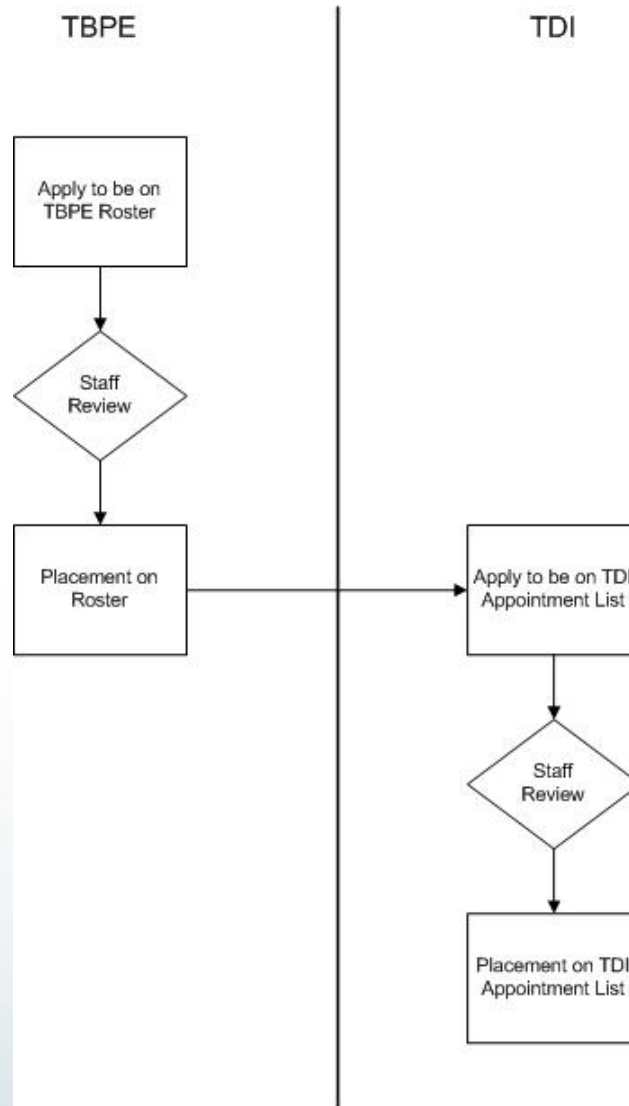 TBPE
TDI
Apply to be on
TBPE Roster
Staff
Review
Placement on
Roster
Apply to be on TDI
Appointment List
Staff
Review
Placement on TDI
Appointment List